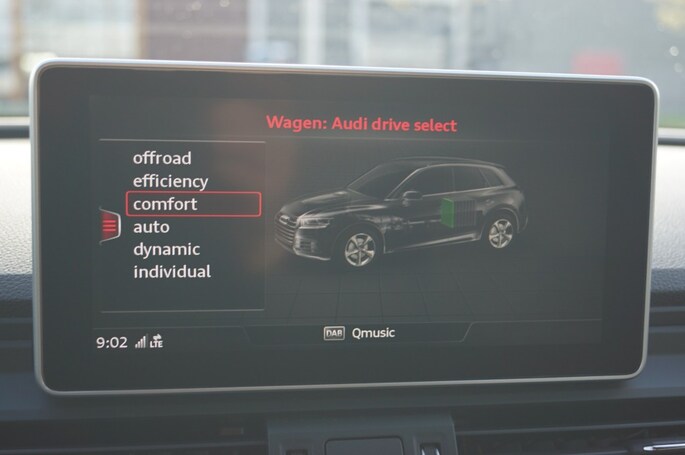 Wagen: Audi drive select
offroad
efficiency
comfort
auto
dynamic
individual
9:02 LTE
DAB Qmusic